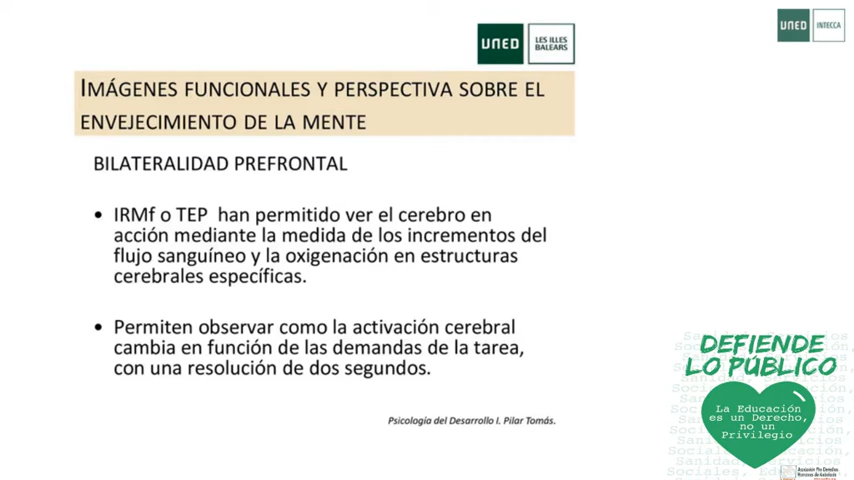 UNED
LES ILLES
BALEARS
UNED
INTECCA
IMÁGENES FUNCIONALES Y PERSPECTIVA SOBRE EL
ENVEJECIMIENTO DE LA MENTE
BILATERALIDAD PREFRONTAL
• IRMf o TEP han permitido ver el cerebro en
acción mediante la medida de los incrementos del
flujo sanguíneo y la oxigenación en estructuras
cerebrales específicas.
• Permiten observar como la activación cerebral
cambia en función de las demandas de la tarea,
con una resolución de dos segundos.
Psicología del Desarrollo I. Pilar Tomás.
DEFIENDE
LO PÚBLICO
La Educación
es un Derecho,
no un
Privilegio